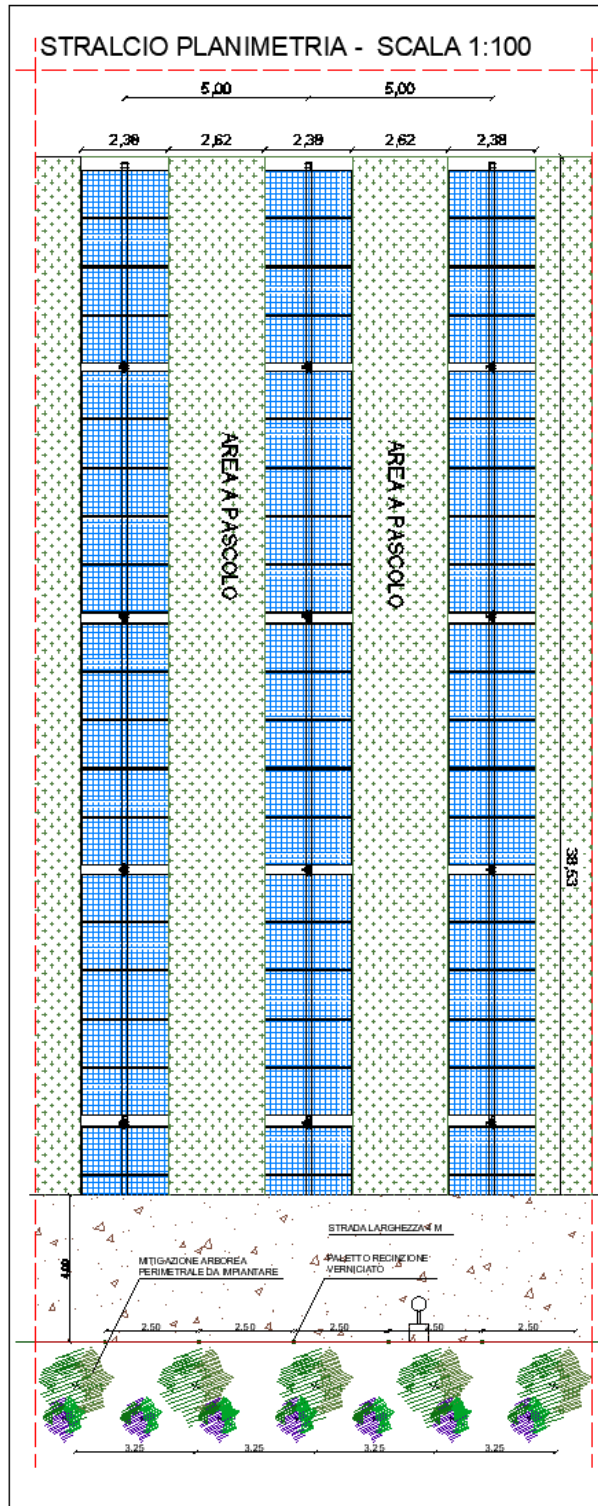 STRALCIO PLANIMETRIA - SCALA 1:100
5,00 5,00
2,38 2,62 2,38 2,62 2,38
AREA A PASCOLO
AREA A PASCOLO
38,53
4,00
STRADA LARGHEZZA 4 M
MITIGAZIONE ARBOREA
PERIMETRALE DA IMPIANTARE
PALETTO RECINZIONE
VERNICIATO
2.50 2.50 2.50 2.50 2.50
3.25 3.25 3.25 3.25